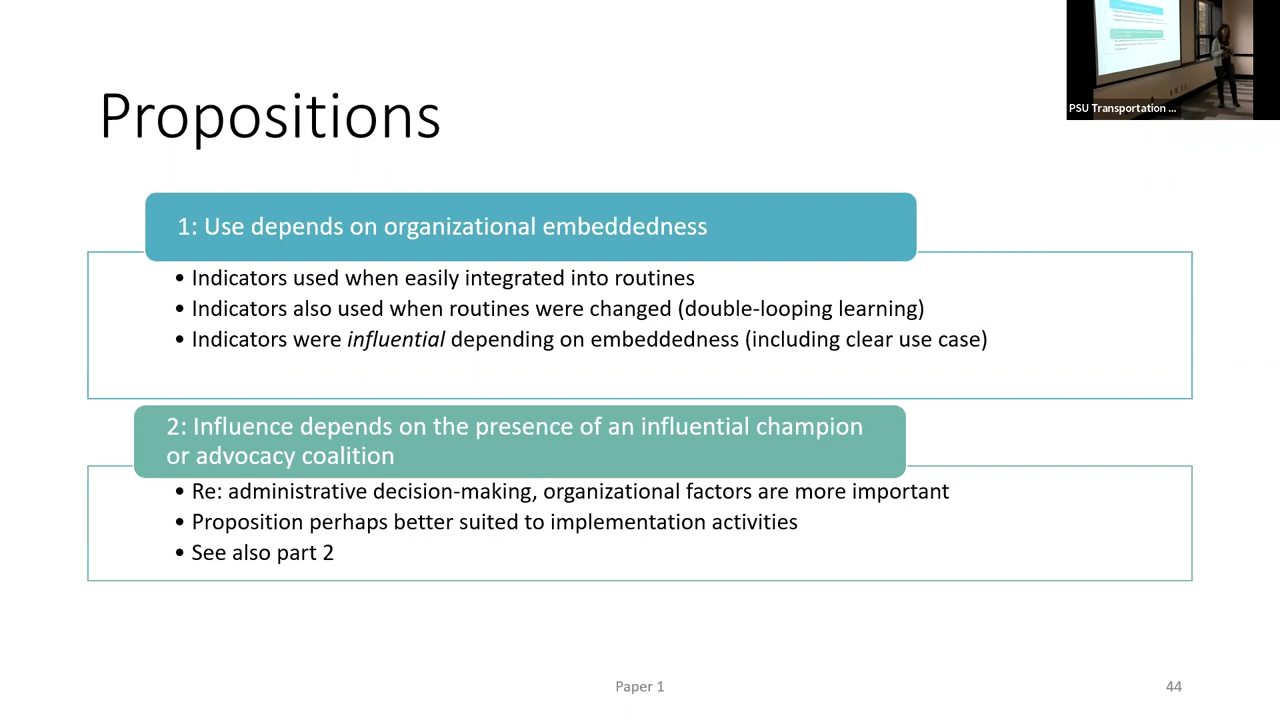 PSU Transportation ...
Propositions
1: Use depends on organizational embeddedness
• Indicators used when easily integrated into routines
• Indicators also used when routines were changed (double-looping learning)
• Indicators were influential depending on embeddedness (including clear use case)
2: Influence depends on the presence of an influential champion
or advocacy coalition
• Re: administrative decision-making, organizational factors are more important
• Proposition perhaps better suited to implementation activities
• See also part 2
Paper 1
44